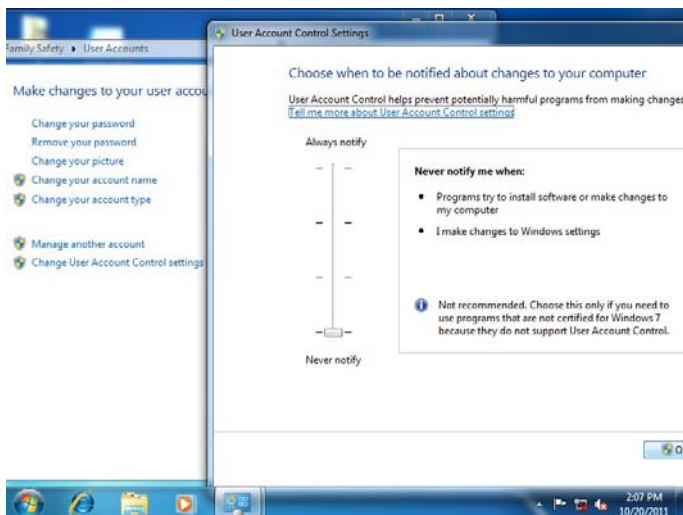 Family Safety ▸ User Accounts
Make changes to your user accou
Change your password
Remove your password
Change your picture
Change your account name
Change your account type
Manage another account
Change User Account Control settings
User Account Control Settings
Choose when to be notified about changes to your computer
User Account Control helps prevent potentially harmful programs from making changes
Tell me more about User Account Control settings
Always notify
Never notify me when:
• Programs try to install software or make changes to
my computer
• I make changes to Windows settings
Not recommended. Choose this only if you need to
use programs that are not certified for Windows 7
because they do not support User Account Control.
Never notify
O
2:07 PM
10/20/2011